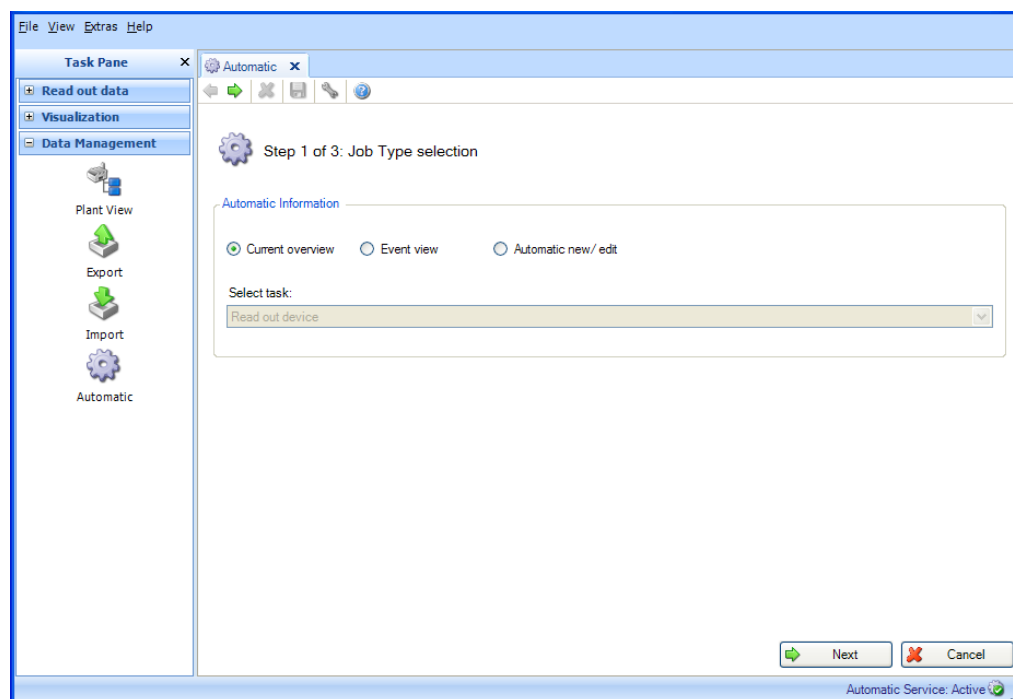 File View Extras Help
Task Pane
Automatic
Read out data
Visualization
Data Management
Plant View
Export
Import
Automatic
Step 1 of 3: Job Type selection
Automatic Information
Current overview Event view Automatic new/ edit
Select task:
Read out device
Next Cancel
Automatic Service: Active